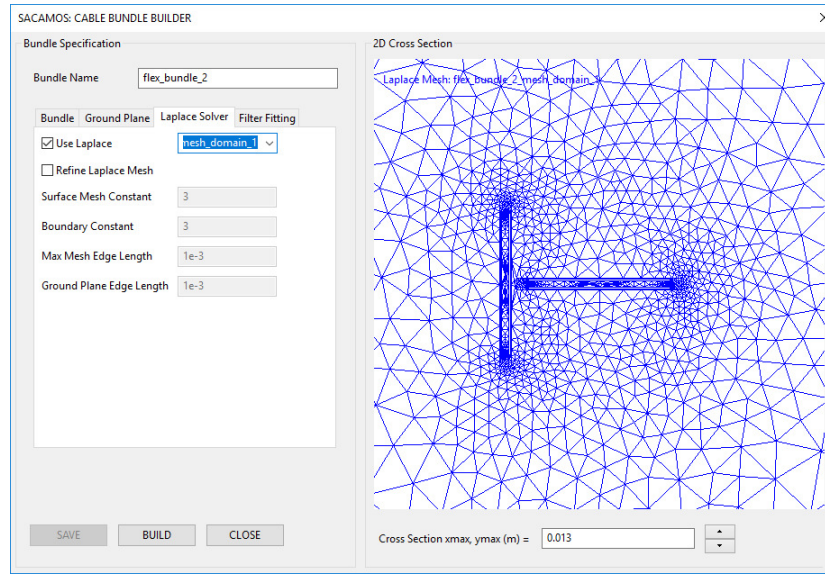 SACAMOS: CABLE BUNDLE BUILDER
Bundle Specification
Bundle Name flex_bundle_2
Bundle Ground Plane Laplace Solver Filter Fitting
Use Laplace mesh_domain_1
Refine Laplace Mesh
Surface Mesh Constant 3
Boundary Constant 3
Max Mesh Edge Length 1e-3
Ground Plane Edge Length 1e-3
SAVE BUILD CLOSE
2D Cross Section
Laplace Mesh: flex_bundle_2_mesh_domain_1
Cross Section xmax, ymax (m) = 0.013